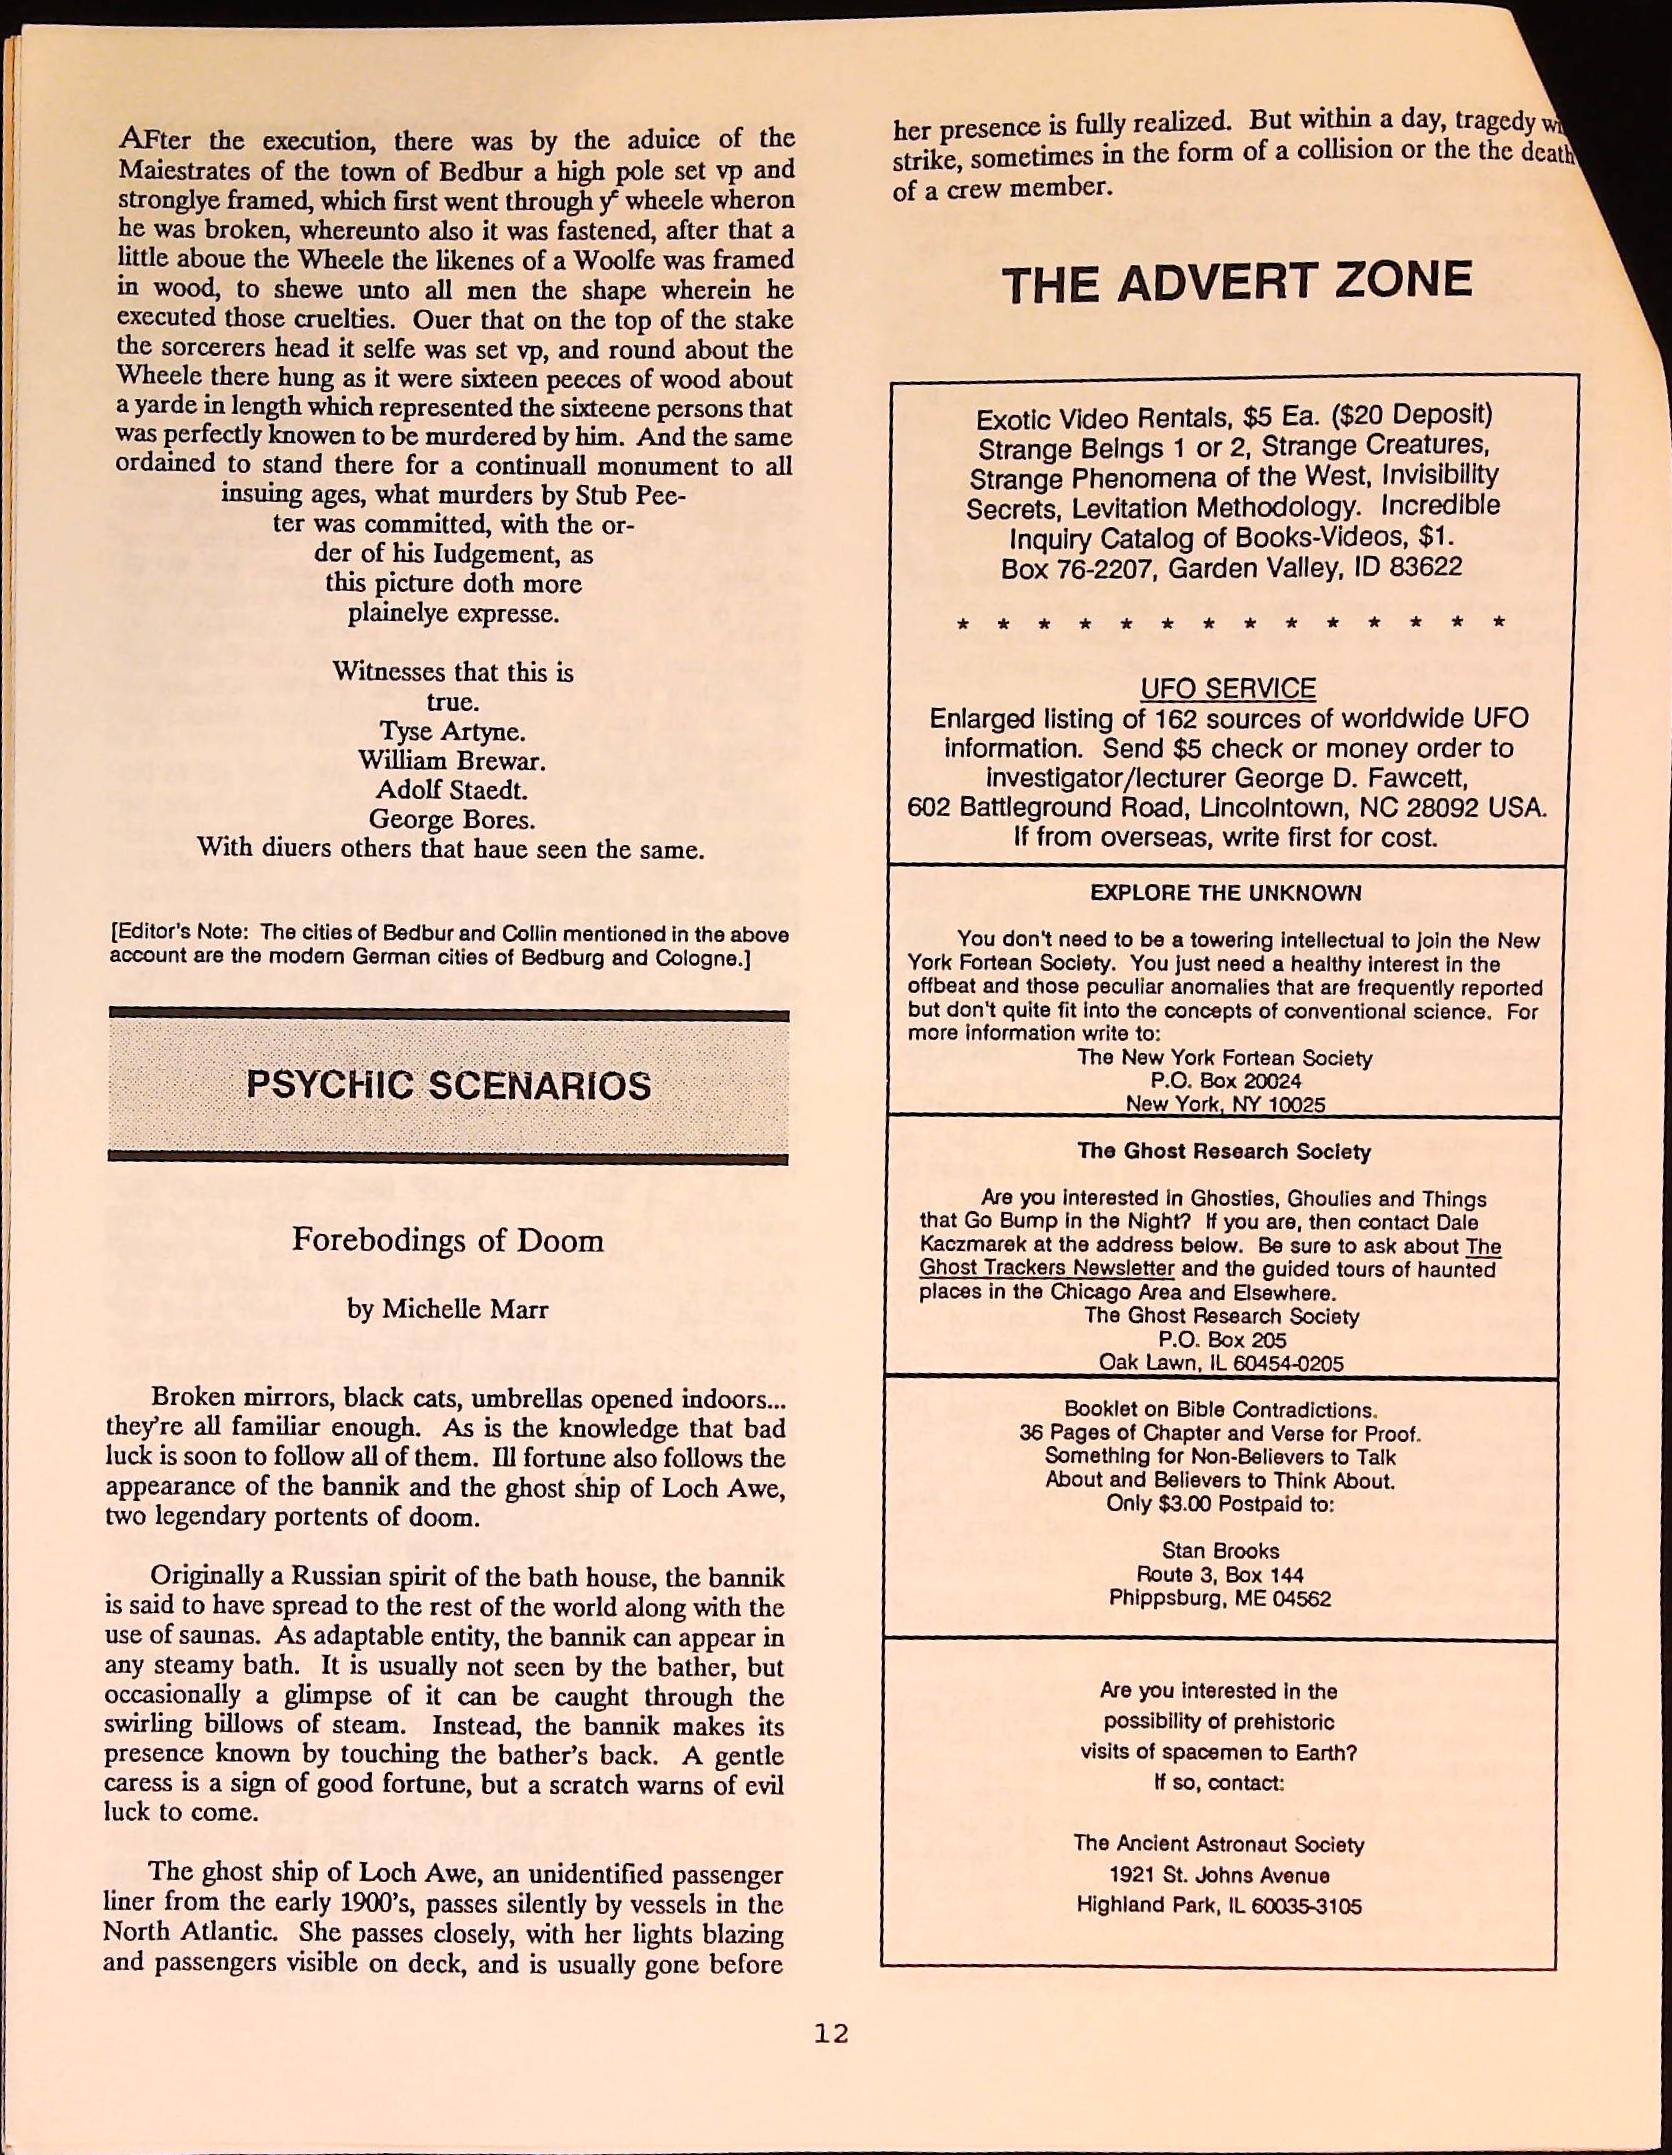 AFter the execution, there was by the aduice of the
Maiestrates of the town of Bedbur a high pole set vp and
stronglye framed, which first went through yᵉ wheele wheron
he was broken, whereunto also it was fastened, after that a
little aboue the Wheele the likenes of a Woolfe was framed
in wood, to shewe unto all men the shape wherein he
executed those cruelties. Ouer that on the top of the stake
the sorcerers head it selfe was set vp, and round about the
Wheele there hung as it were sixteen peeces of wood about
a yarde in length which represented the sixteene persons that
was perfectly knowen to be murdered by him. And the same
ordained to stand there for a continuall monument to all
insuing ages, what murders by Stub Pee-
ter was committed, with the or-
der of his Iudgement, as
this picture doth more
plainelye expresse.
Witnesses that this is
true.
Tyse Artyne.
William Brewar.
Adolf Staedt.
George Bores.
With diuers others that haue seen the same.
[Editor's Note: The cities of Bedbur and Collin mentioned in the above
account are the modern German cities of Bedburg and Cologne.]
PSYCHIC SCENARIOS
Forebodings of Doom
by Michelle Marr
Broken mirrors, black cats, umbrellas opened indoors...
they're all familiar enough. As is the knowledge that bad
luck is soon to follow all of them. Ill fortune also follows the
appearance of the bannik and the ghost ship of Loch Awe,
two legendary portents of doom.
Originally a Russian spirit of the bath house, the bannik
is said to have spread to the rest of the world along with the
use of saunas. As adaptable entity, the bannik can appear in
any steamy bath. It is usually not seen by the bather, but
occasionally a glimpse of it can be caught through the
swirling billows of steam. Instead, the bannik makes its
presence known by touching the bather's back. A gentle
caress is a sign of good fortune, but a scratch warns of evil
luck to come.
The ghost ship of Loch Awe, an unidentified passenger
liner from the early 1900's, passes silently by vessels in the
North Atlantic. She passes closely, with her lights blazing
and passengers visible on deck, and is usually gone before
her presence is fully realized. But within a day, tragedy
strike, sometimes in the form of a collision or the the death
of a crew member.
THE ADVERT ZONE
Exotic Video Rentals, $5 Ea. ($20 Deposit)
Strange Beings 1 or 2, Strange Creatures,
Strange Phenomena of the West, Invisibility
Secrets, Levitation Methodology. Incredible
Inquiry Catalog of Books-Videos, $1.
Box 76-2207, Garden Valley, ID 83622
* * * * * * * * * * * * * *
UFO SERVICE
Enlarged listing of 162 sources of worldwide UFO
information. Send $5 check or money order to
investigator/lecturer George D. Fawcett,
602 Battleground Road, Lincolntown, NC 28092 USA.
If from overseas, write first for cost.
EXPLORE THE UNKNOWN
You don't need to be a towering intellectual to join the New
York Fortean Society. You just need a healthy interest in the
offbeat and those peculiar anomalies that are frequently reported
but don't quite fit into the concepts of conventional science. For
more information write to:
The New York Fortean Society
P.O. Box 20024
New York, NY 10025
The Ghost Research Society
Are you interested in Ghosties, Ghoulies and Things
that Go Bump in the Night? If you are, then contact Dale
Kaczmarek at the address below. Be sure to ask about The
Ghost Trackers Newsletter and the guided tours of haunted
places in the Chicago Area and Elsewhere.
The Ghost Research Society
P.O. Box 205
Oak Lawn, IL 60454-0205
Booklet on Bible Contradictions.
36 Pages of Chapter and Verse for Proof.
Something for Non-Believers to Talk
About and Believers to Think About.
Only $3.00 Postpaid to:
Stan Brooks
Route 3, Box 144
Phippsburg, ME 04562
Are you interested in the
possibility of prehistoric
visits of spacemen to Earth?
If so, contact:
The Ancient Astronaut Society
1921 St. Johns Avenue
Highland Park, IL 60035-3105
12